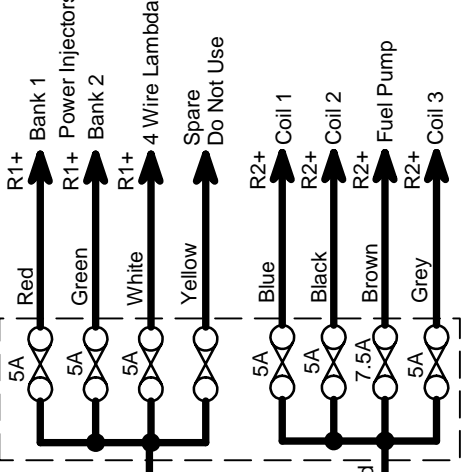 Bank 1
Power Injectors
Bank 2
4 Wire Lambda
Spare
Do Not Use
Coil 1
Coil 2
Fuel Pump
Coil 3
R1+
R1+
R1+
R2+
R2+
R2+
R2+
Red
Green
White
Yellow
Blue
Black
Brown
Grey
5A
5A
5A
5A
5A
7.5A
5A